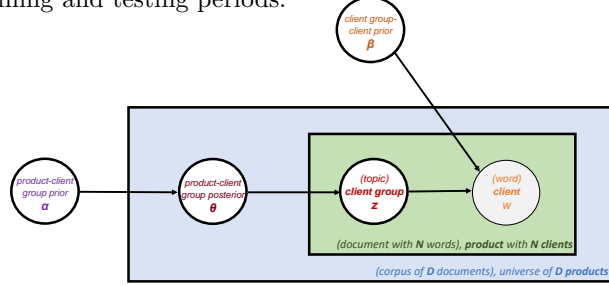 ning and testing periods.
client group-
client prior
β
product-client
group prior
α
product-client
group posterior
θ
(topic)
client group
z
(word)
client
w
(document with N words), product with N clients
(corpus of D documents), universe of D products